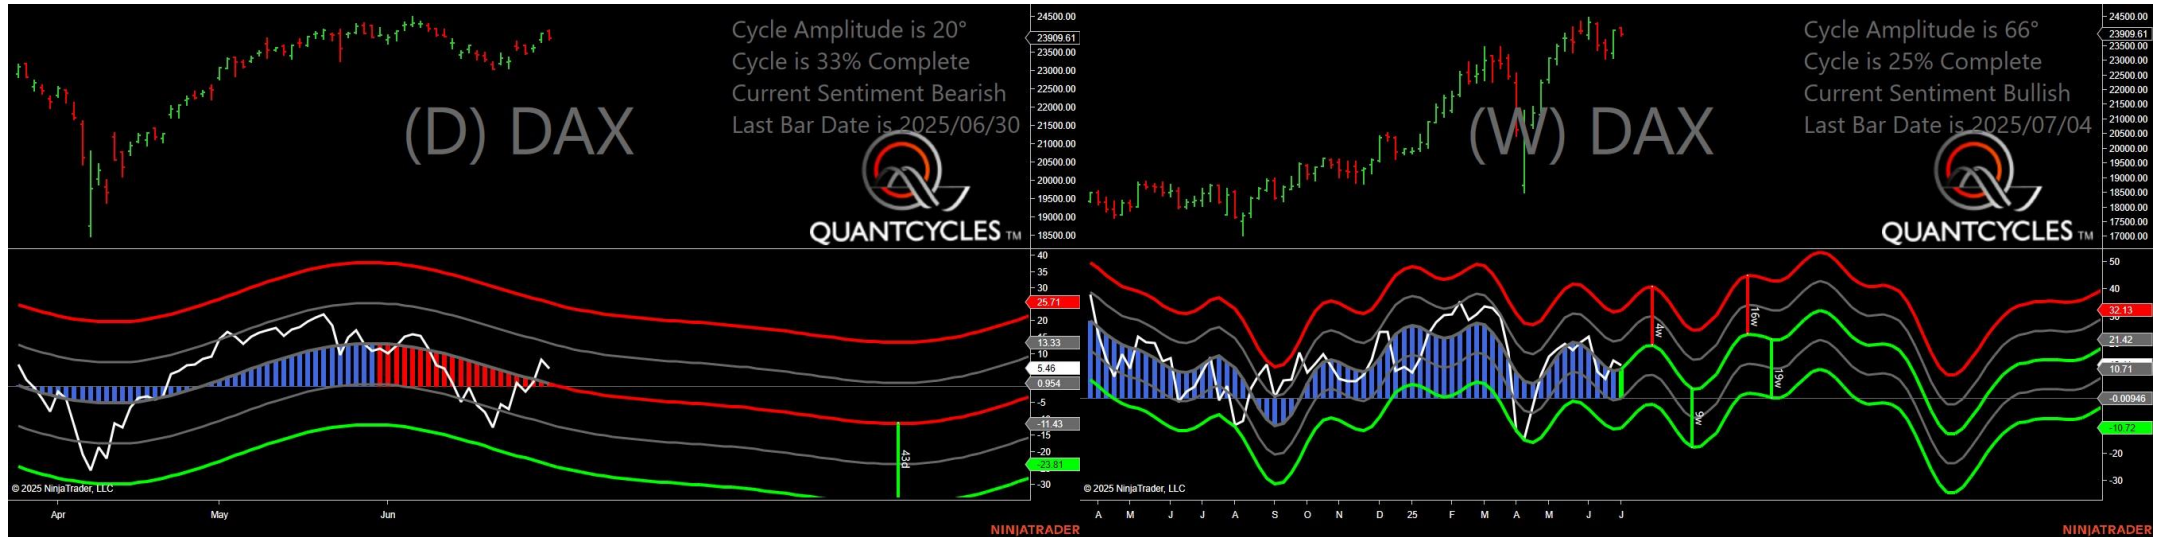 Cycle Amplitude is 20°
Cycle is 33% Complete
Current Sentiment Bearish
Last Bar Date is 2025/06/30
(D) DAX
QUANTCYCLES TM
24500.00
23909.61
23500.00
23000.00
22500.00
22000.00
21500.00
21000.00
20500.00
20000.00
19500.00
19000.00
18500.00
40
35
30
25.71
20
13.33
10
5.46
0.954
-5
-11.43
-15
-20
-23.81
-30
43d
© 2025 NinjaTrader, LLC
Apr
May
Jun
NINJATRADER
Cycle Amplitude is 66°
Cycle is 25% Complete
Current Sentiment Bullish
Last Bar Date is 2025/07/04
(W) DAX
QUANTCYCLES TM
24500.00
23909.61
23000.00
22500.00
22000.00
21500.00
21000.00
20500.00
20000.00
19500.00
19000.00
18500.00
18000.00
17500.00
17000.00
50
40
32.13
21.42
10.71
-0.00946
-10.72
-20
-30
4w
16w
9w
19w
© 2025 NinjaTrader, LLC
A M J J A S O N D 25 F M A M J J
NINJATRADER